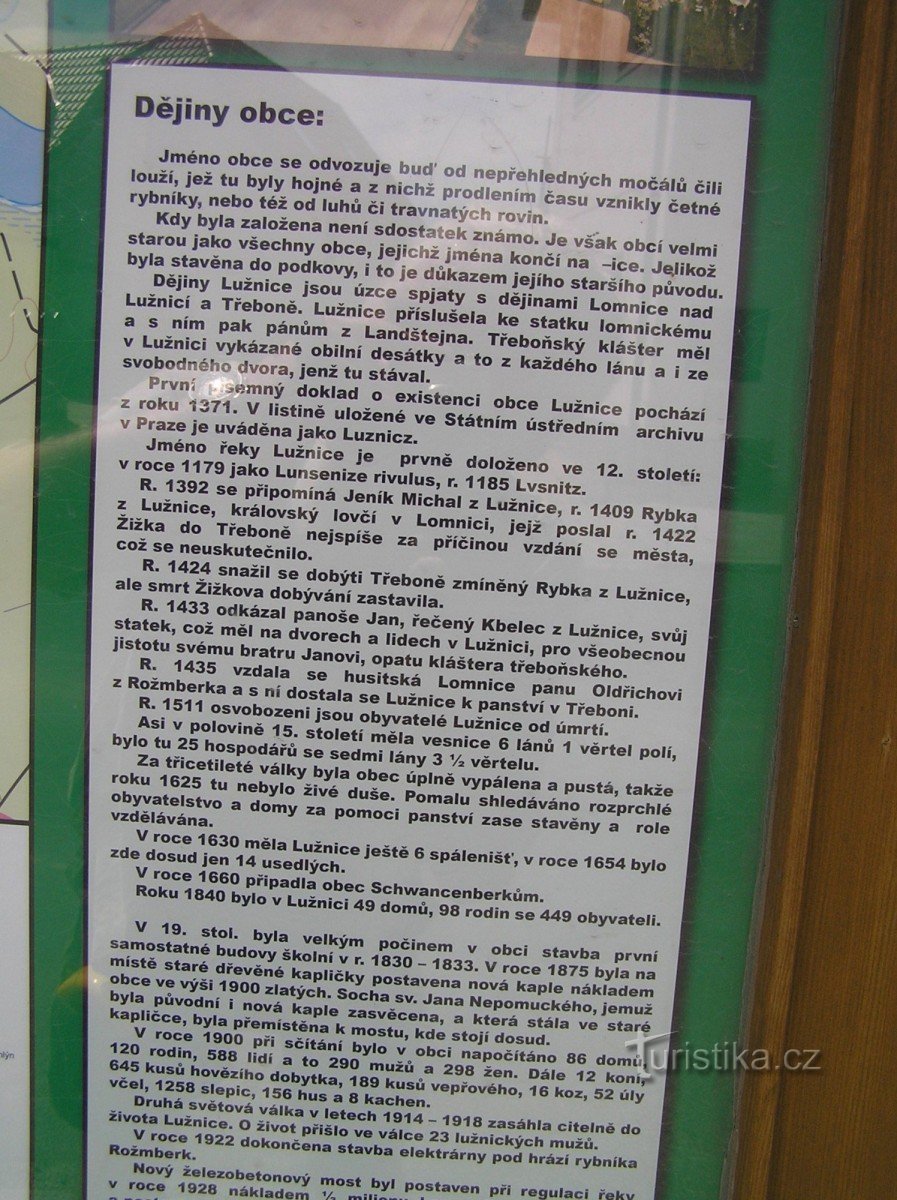 Dějiny obce:
Jméno obce se odvozuje buď od nepřehledných močálů čili
louží, jež tu byly hojné a z nichž prodlením času vznikly četné
rybníky, nebo též od luhů či travnatých rovin.
Kdy byla založena není sdostatek známo. Je však obcí velmi
starou jako všechny obce, jejichž jména končí na –ice. Jelikož
byla stavěna do podkovy, i to je důkazem jejího staršího původu.
Dějiny Lužnice jsou úzce spjaty s dějinami Lomnice nad
Lužnicí a Třeboně. Lužnice příslušela ke statku lomnickému
a s ním pak pánům z Landštejna. Třeboňský klášter měl
v Lužnici vykázané obilní desátky a to z každého lánu a i ze
svobodného dvora, jenž tu stával.
První písemný doklad o existenci obce Lužnice pochází
z roku 1371. V listině uložené ve Státním ústředním archivu
v Praze je uváděna jako Luznicz.
Jméno řeky Lužnice je prvně doloženo ve 12. století:
v roce 1179 jako Lunsenize rivulus, r. 1185 Lvsnitz.
R. 1392 se připomíná Jeník Michal z Lužnice, r. 1409 Rybka
z Lužnice, královský lovčí v Lomnici, jejž poslal r. 1422
Žižka do Třeboně nejspíše za příčinou vzdání se města,
což se neuskutečnilo.
R. 1424 snažil se dobýti Třeboně zmíněný Rybka z Lužnice,
ale smrt Žižkova dobývání zastavila.
R. 1433 odkázal panoše Jan, řečený Kbelec z Lužnice, svůj
statek, což měl na dvorech a lidech v Lužnici, pro všeobecnou
jistotu svému bratru Janovi, opatu kláštera třeboňského.
R. 1435 vzdala se husitská Lomnice panu Oldřichovi
z Rožmberka a s ní dostala se Lužnice k panství v Třeboni.
R. 1511 osvobozeni jsou obyvatelé Lužnice od úmrtí.
Asi v polovině 15. století měla vesnice 6 lánů 1 věrtel polí,
bylo tu 25 hospodářů se sedmi lány 3 ½ věrtelu.
Za třicetileté války byla obec úplně vypálena a pustá, takže
roku 1625 tu nebylo živé duše. Pomalu shledáváno rozprchlé
obyvatelstvo a domy za pomoci panství zase stavěny a role
vzdělávána.
V roce 1630 měla Lužnice ještě 6 spálenišť, v roce 1654 bylo
zde dosud jen 14 usedlých.
V roce 1660 připadla obec Schwancenberkům.
Roku 1840 bylo v Lužnici 49 domů, 98 rodin se 449 obyvateli.
V 19. stol. byla velkým počinem v obci stavba první
samostatné budovy školní v r. 1830 – 1833. V roce 1875 byla na
místě staré dřevěné kapličky postavena nová kaple nákladem
obce ve výši 1900 zlatých. Socha sv. Jana Nepomuckého, jemuž
byla původní i nová kaple zasvěcena, a která stála ve staré
kapličce, byla přemístěna k mostu, kde stojí dosud.
V roce 1900 při sčítání bylo v obci napočítáno 86 domů,
120 rodin, 588 lidí a to 290 mužů a 298 žen. Dále 12 koní,
645 kusů hovězího dobytka, 189 kusů vepřového, 16 koz, 52 úly
včel, 1258 slepic, 156 hus a 8 kachen.
Druhá světová válka v letech 1914 – 1918 zasáhla citelně do
života Lužnice. O život přišlo ve válce 23 lužnických mužů.
V roce 1922 dokončena stavba elektrárny pod hrází rybníka
Rožmberk.
Nový železobetonový most byl postaven při regulaci řeky
v roce 1928 nákladem ½
Turistika.cz